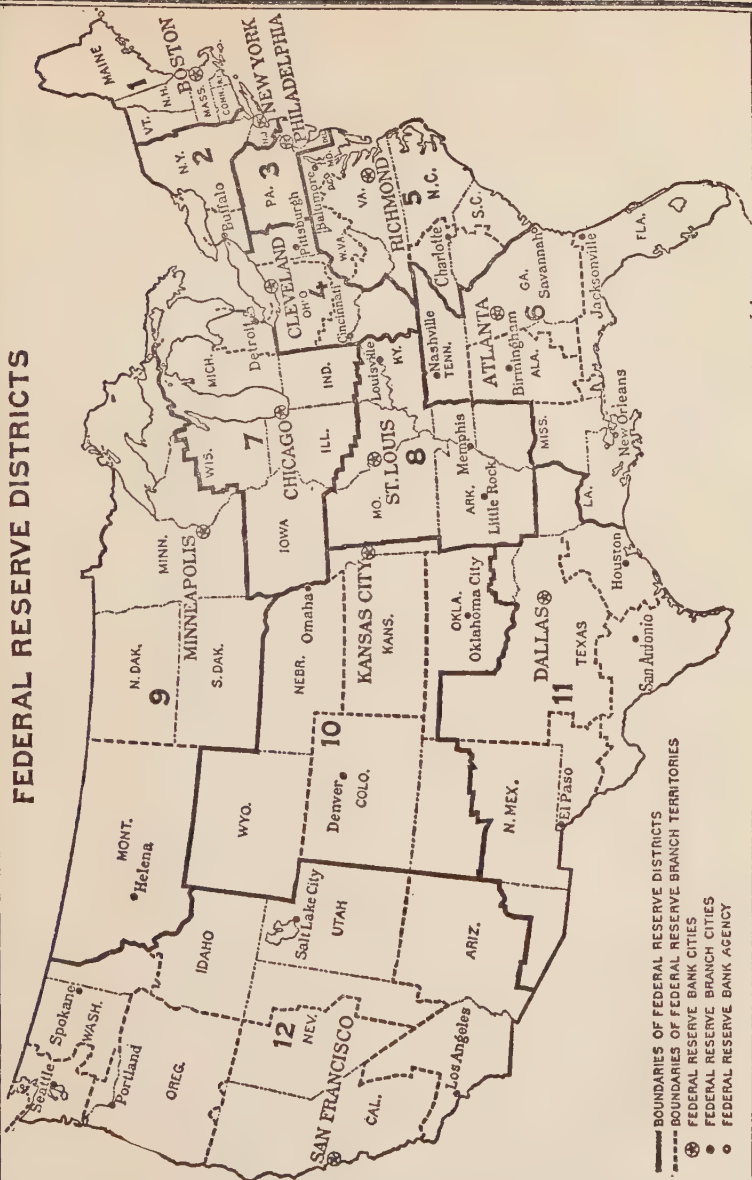 FEDERAL RESERVE DISTRICTS
Seattle
Spokane
WASH.
Portland
OREG.
MONT.
Helena
IDAHO
WYO.
12
NEV.
Salt Lake City
UTAH
SAN FRANCISCO
CAL.
Los Angeles
ARIZ.
N. DAK.
9
S. DAK.
MINN.
MINNEAPOLIS
NEBR.
Omaha
10
Denver
COLO.
KANSAS CITY
KANS.
N. MEX.
El Paso
OKLA.
Oklahoma City
DALLAS
TEXAS
11
Houston
San Antonio
WIS.
MICH.
Detroit
7
CHICAGO
IOWA
ILL.
IND.
MO.
ST. LOUIS
8
Louisville
KY.
ARK.
Little Rock
Memphis
LA.
MISS.
New Orleans
CLEVELAND
OHIO
4
Cincinnati
Pittsburgh
W.VA.
Nashville
TENN.
ATLANTA
Birmingham
ALA.
6
GA.
Savannah
Jacksonville
FLA.
MAINE
1
VT.
N.H.
BOSTON
MASS.
CONN.
R.I.
N.Y.
2
Buffalo
NEW YORK
N.J.
PHILADELPHIA
PA.
3
Baltimore
MD.
VA.
RICHMOND
5
N.C.
Charlotte
S.C.
BOUNDARIES OF FEDERAL RESERVE DISTRICTS
BOUNDARIES OF FEDERAL RESERVE BRANCH TERRITORIES
FEDERAL RESERVE BANK CITIES
FEDERAL RESERVE BRANCH CITIES
FEDERAL RESERVE BANK AGENCY